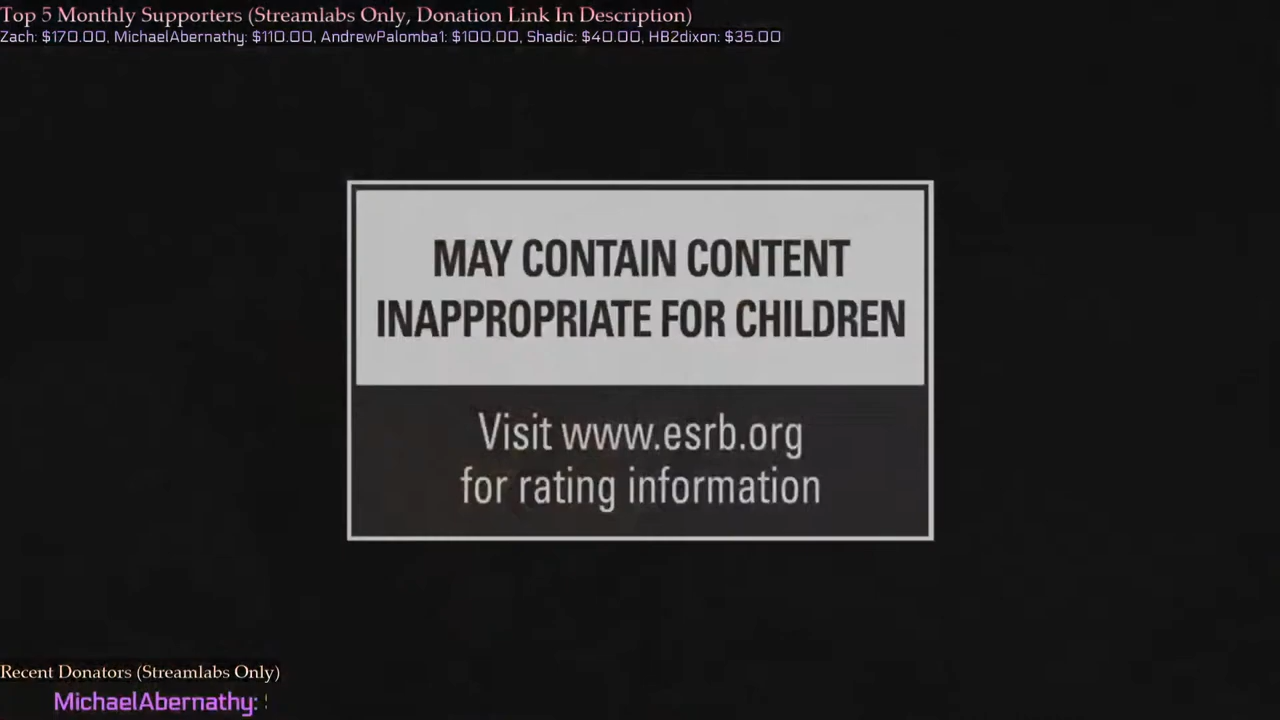 Top 5 Monthly Supporters (Streamlabs Only, Donation Link In Description)
Zach: $170.00, MichaelAbernathy: $110.00, AndrewPalomba1: $100.00, Shadic: $40.00, HB2dixon: $35.00
MAY CONTAIN CONTENT
INAPPROPRIATE FOR CHILDREN
Visit www.esrb.org
for rating information
Recent Donators (Streamlabs Only)
MichaelAbernathy: